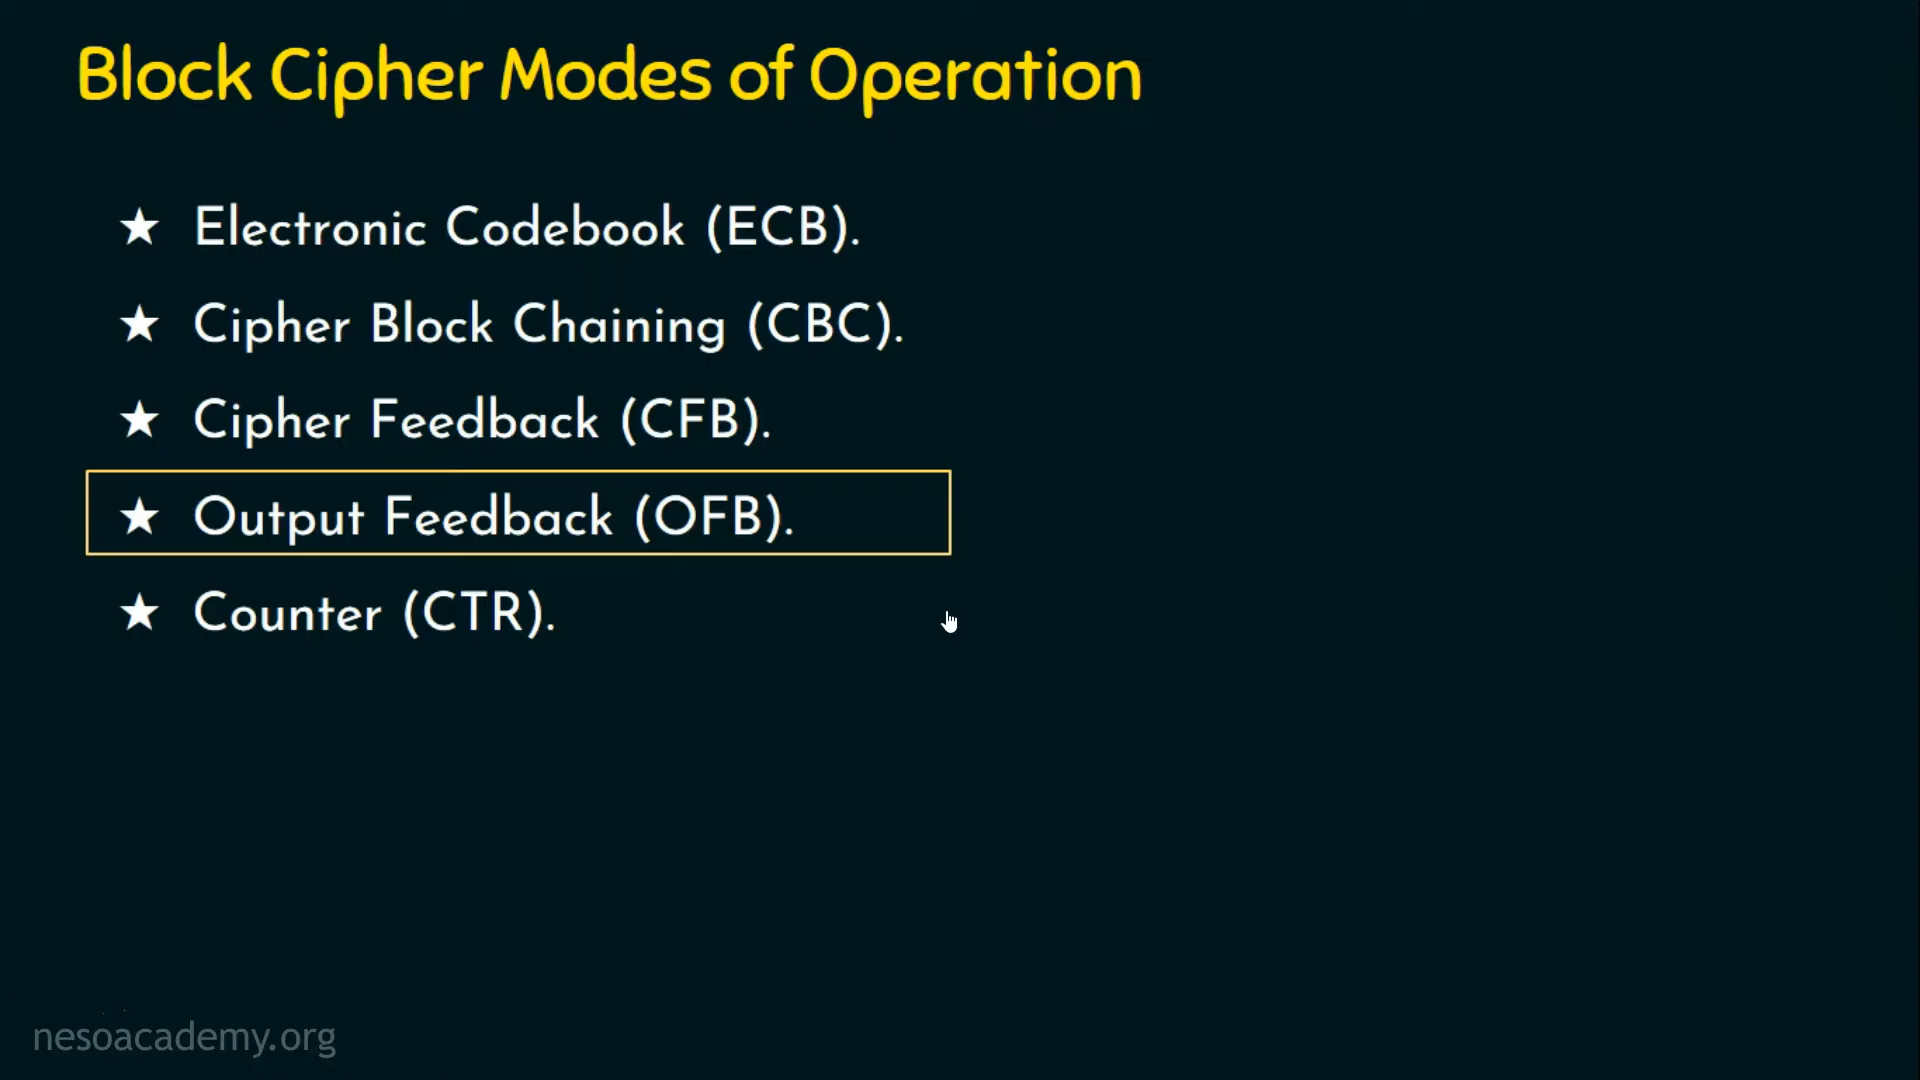 Block Cipher Modes of Operation
★ Electronic Codebook (ECB).
★ Cipher Block Chaining (CBC).
★ Cipher Feedback (CFB).
★ Output Feedback (OFB).
★ Counter (CTR).
nesoacademy.org